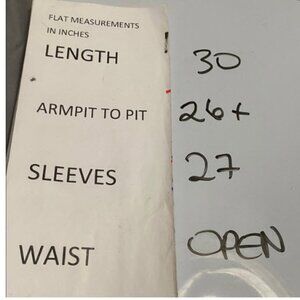 FLAT MEASUREMENTS
IN INCHES
LENGTH 30
ARMPIT TO PIT 26+
SLEEVES 27
WAIST OPEN